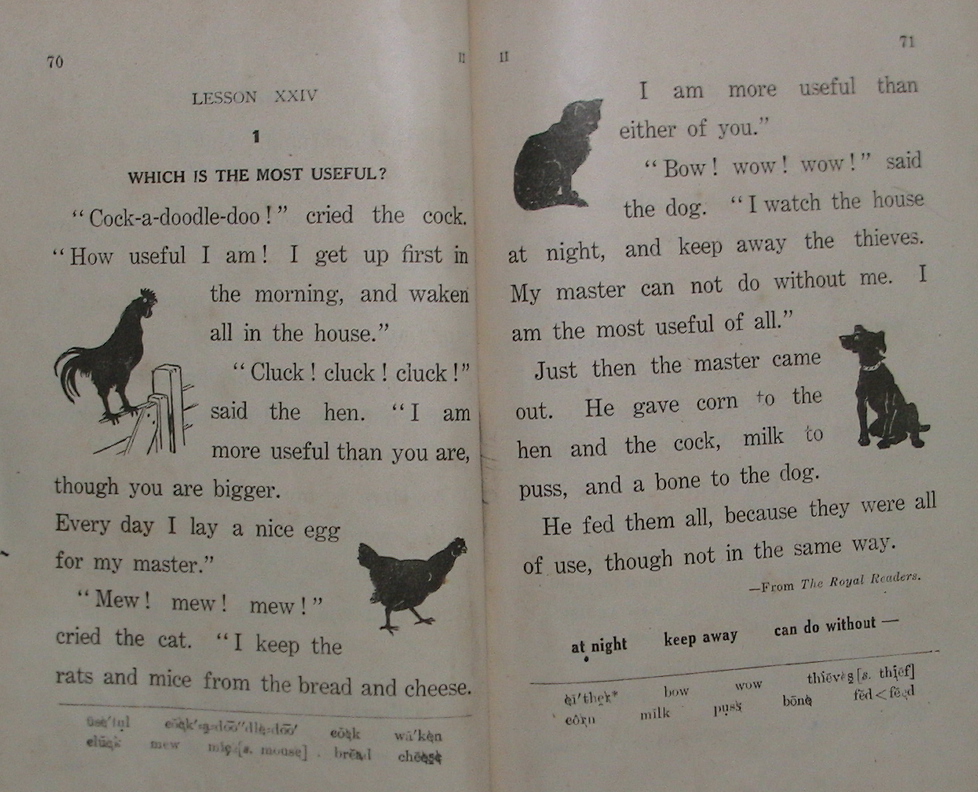 70
II
LESSON XXIV
1
WHICH IS THE MOST USEFUL?
“Cock-a-doodle-doo!” cried the cock.
“How useful I am! I get up first in
the morning, and waken
all in the house.”
“Cluck! cluck! cluck!”
said the hen. “I am
more useful than you are,
though you are bigger.
Every day I lay a nice egg
for my master.”
“Mew! mew! mew!”
cried the cat. “I keep the
rats and mice from the bread and cheese.
mew [s. mouse]
II
71
I am more useful than
either of you.”
“Bow! wow! wow!” said
the dog. “I watch the house
at night, and keep away the thieves.
My master can not do without me. I
am the most useful of all.”
Just then the master came
out. He gave corn to the
hen and the cock, milk to
puss, and a bone to the dog.
He fed them all, because they were all
of use, though not in the same way.
—From The Royal Readers.
at night keep away can do without —
bow wow
milk